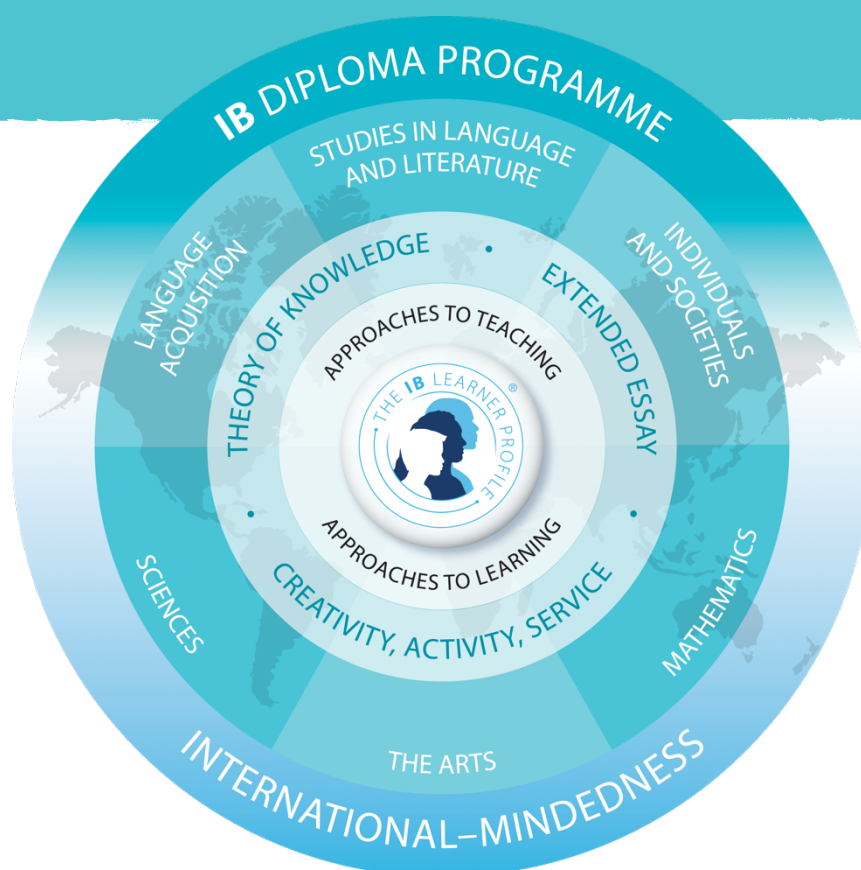 IB DIPLOMA PROGRAMME
STUDIES IN LANGUAGE
AND LITERATURE
LANGUAGE
ACQUISITION
INDIVIDUALS
AND SOCIETIES
THEORY OF KNOWLEDGE
•
EXTENDED ESSAY
APPROACHES TO TEACHING
THE IB LEARNER PROFILE
®
APPROACHES TO LEARNING
•
CREATIVITY, ACTIVITY, SERVICE
•
SCIENCES
MATHEMATICS
THE ARTS
INTERNATIONAL–MINDEDNESS